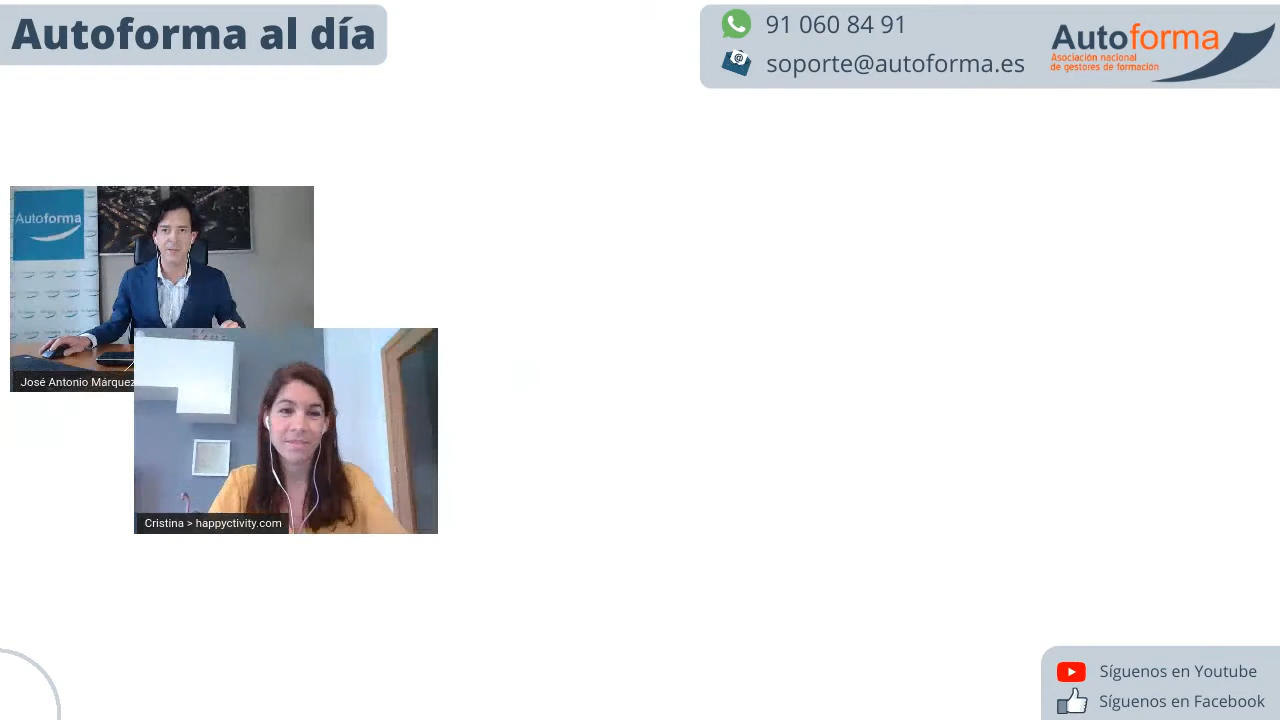 Autoforma al día
91 060 84 91
soporte@autoforma.es
Autoforma
Asociación nacional
de gestores de formación
Autoforma
José Antonio Márquez
Cristina > happyctivity.com
Síguenos en Youtube
Síguenos en Facebook